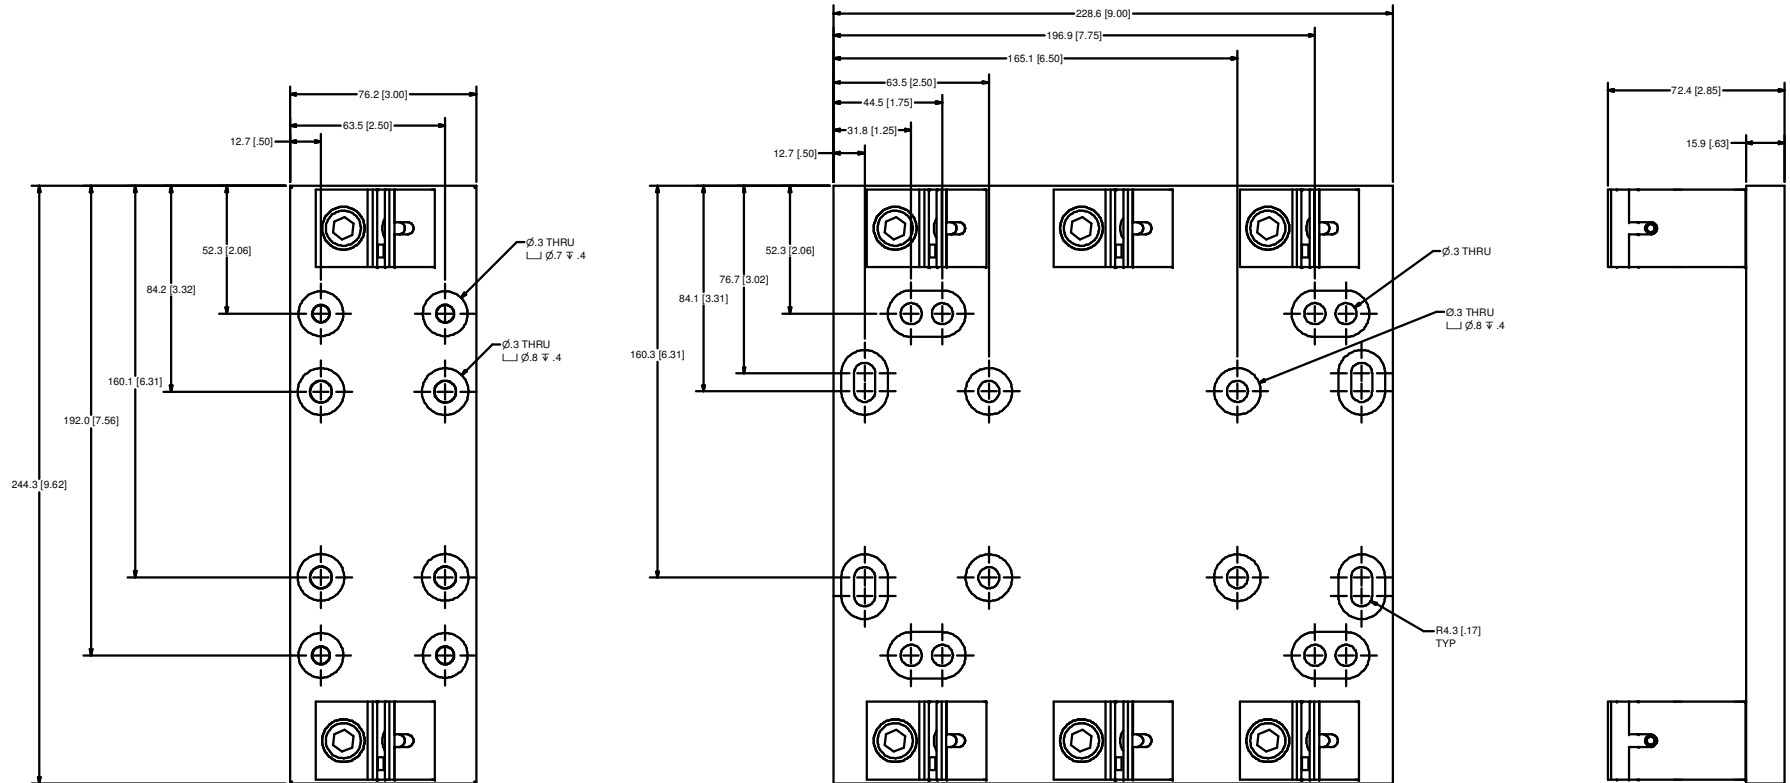 76.2 [3.00]
63.5 [2.50]
12.7 [.50]
52.3 [2.06]
84.2 [3.32]
160.1 [6.31]
192.0 [7.56]
244.3 [9.62]
Ø.3 THRU
⌴ Ø.7 ↧ .4
Ø.3 THRU
⌴ Ø.8 ↧ .4
228.6 [9.00]
196.9 [7.75]
165.1 [6.50]
63.5 [2.50]
44.5 [1.75]
31.8 [1.25]
12.7 [.50]
52.3 [2.06]
76.7 [3.02]
84.1 [3.31]
160.3 [6.31]
Ø.3 THRU
Ø.3 THRU
⌴ Ø.8 ↧ .4
R4.3 [.17]
TYP
72.4 [2.85]
15.9 [.63]